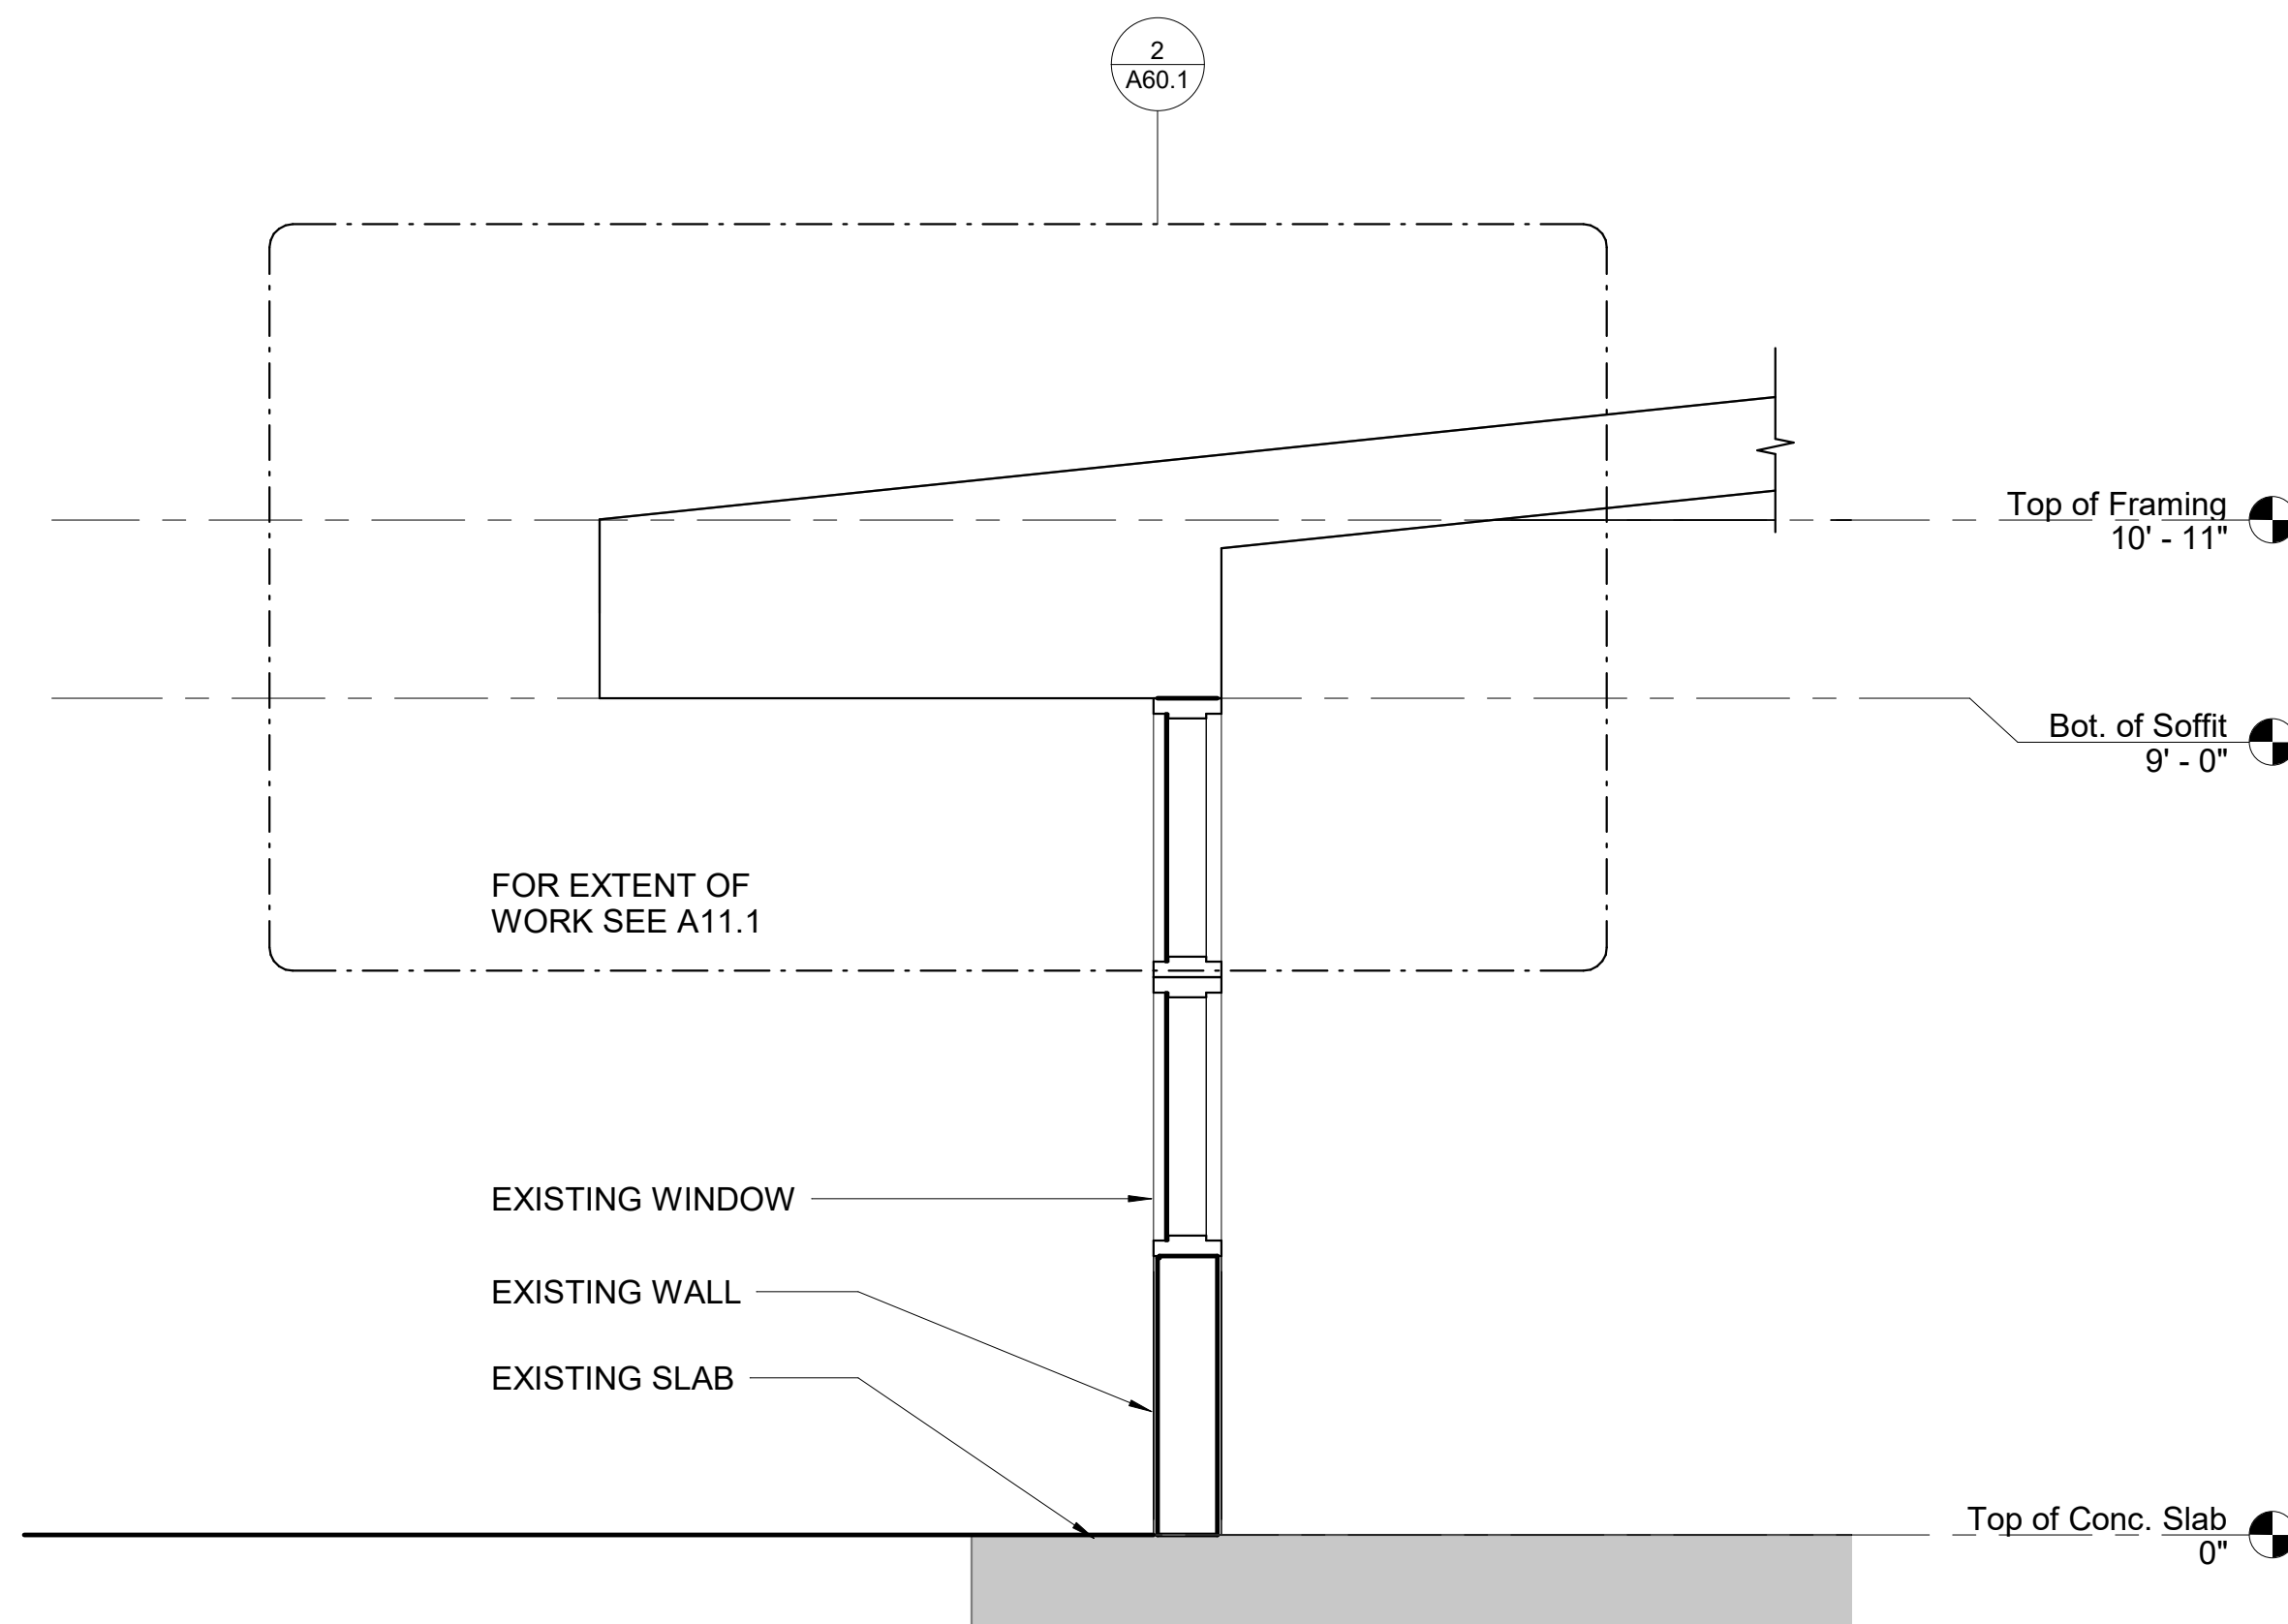 2
A60.1
Top of Framing
10' - 11"
Bot. of Soffit
9' - 0"
FOR EXTENT OF
WORK SEE A11.1
EXISTING WINDOW
EXISTING WALL
EXISTING SLAB
Top of Conc. Slab
0"